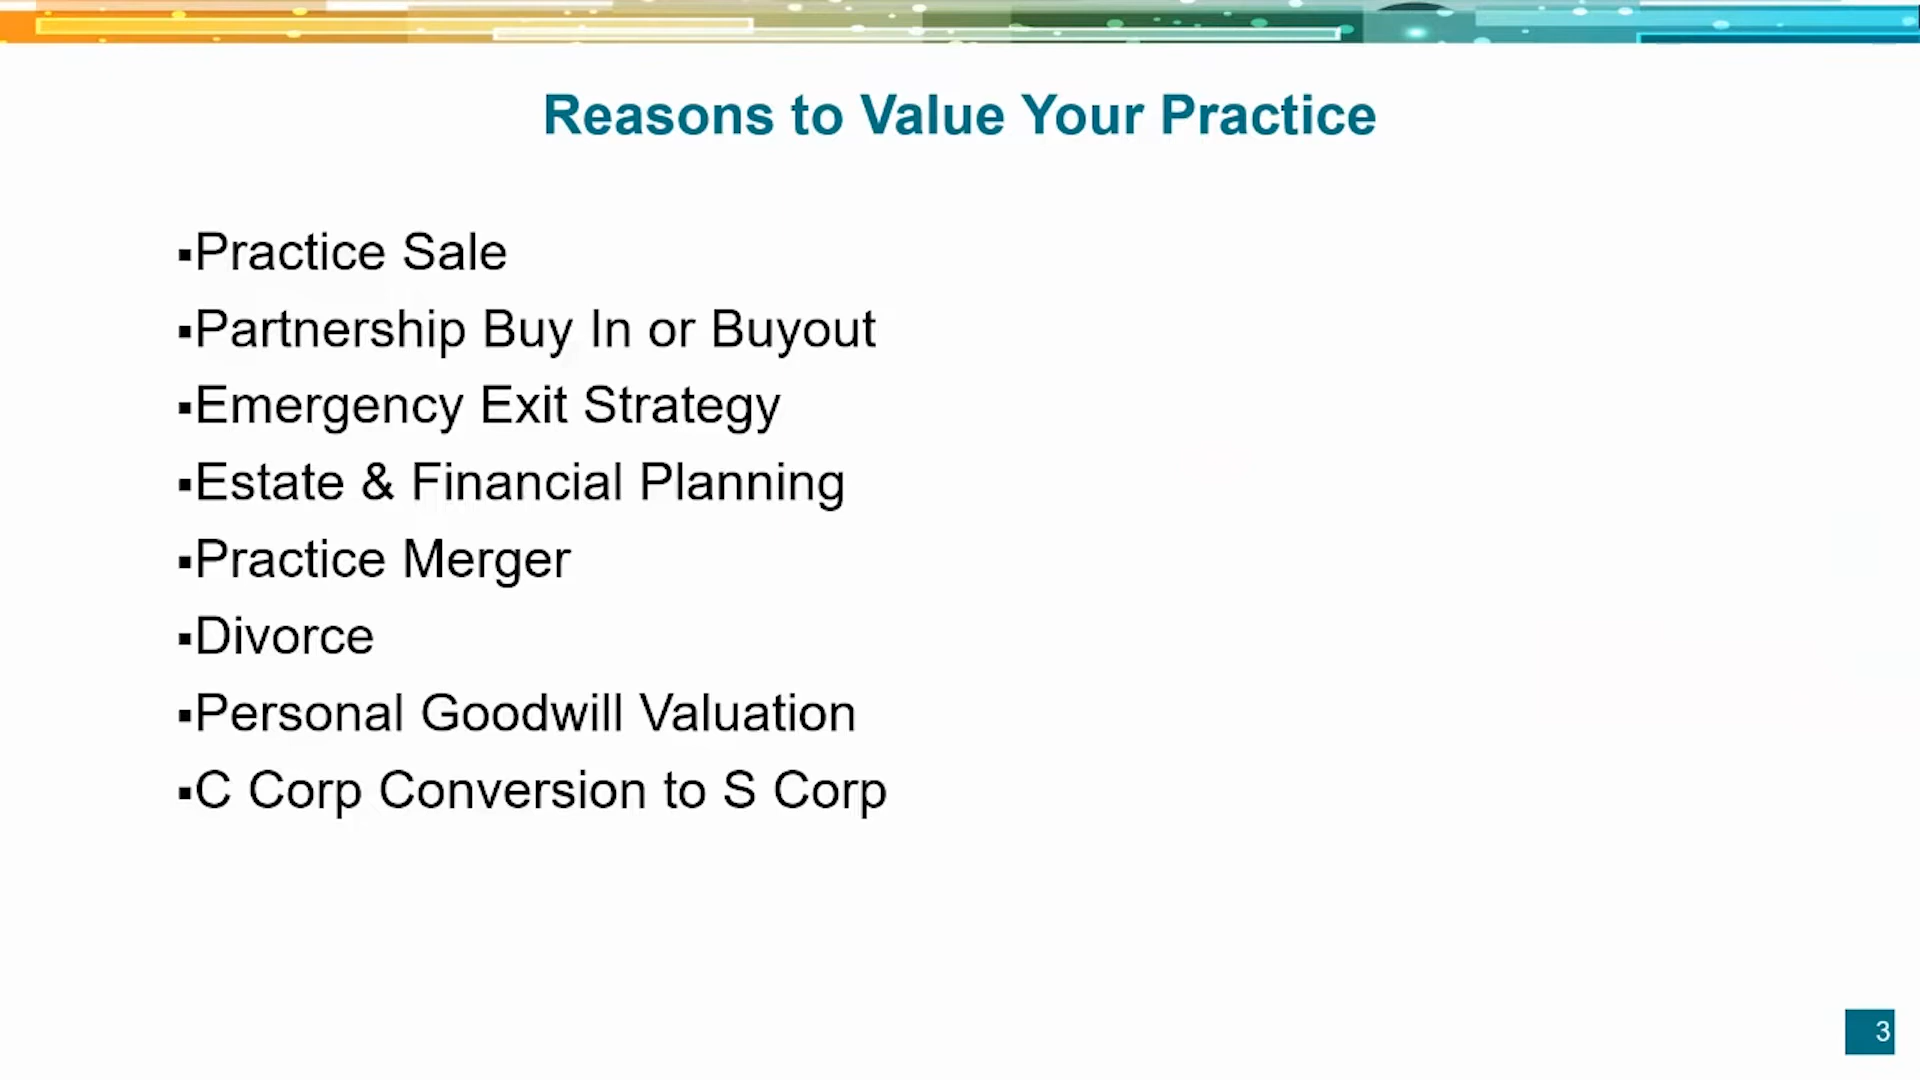 Reasons to Value Your Practice
▪Practice Sale
▪Partnership Buy In or Buyout
▪Emergency Exit Strategy
▪Estate & Financial Planning
▪Practice Merger
▪Divorce
▪Personal Goodwill Valuation
▪C Corp Conversion to S Corp
3